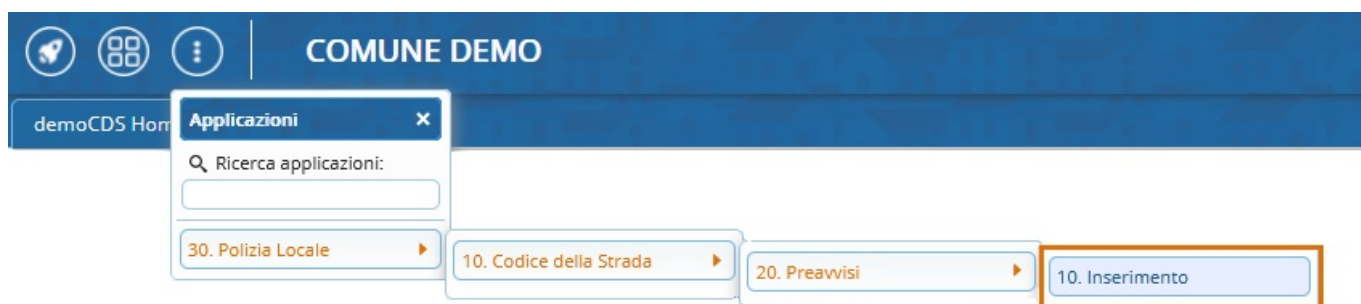 COMUNE DEMO
demoCDS Hom
Applicazioni
Ricerca applicazioni:
30. Polizia Locale
10. Codice della Strada
20. Preavvisi
10. Inserimento